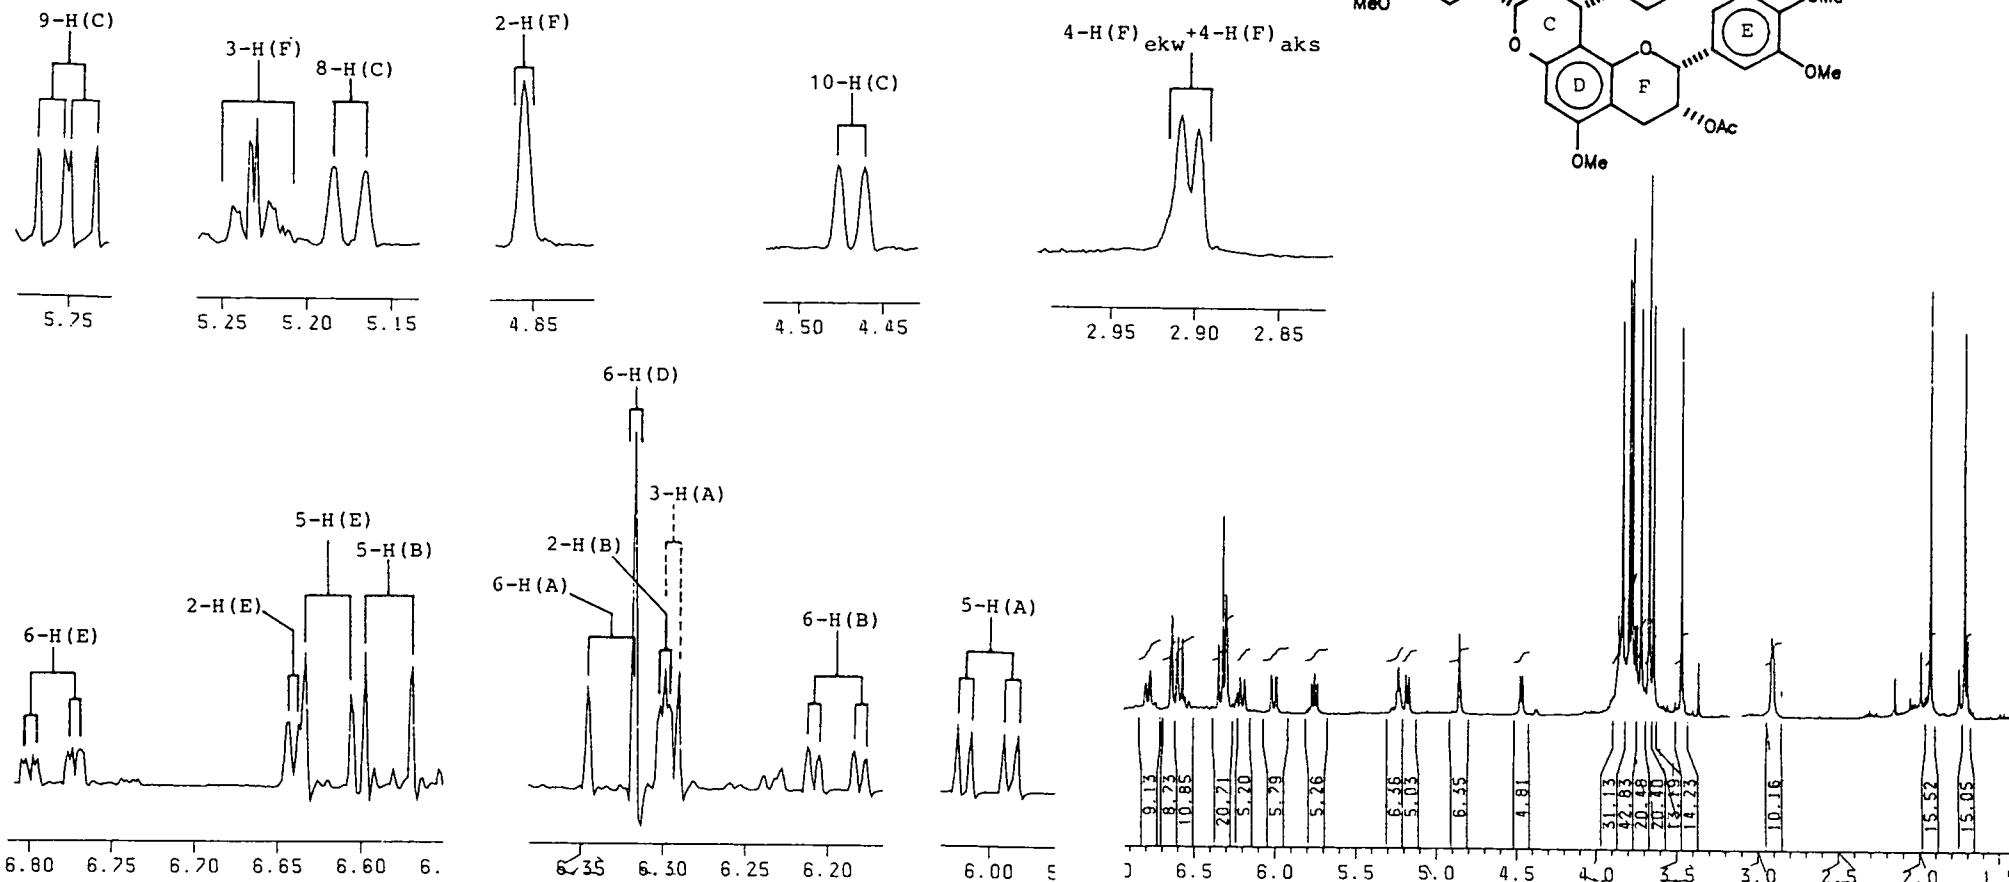 9-H(C)
3-H(F)
8-H(C)
2-H(F)
10-H(C)
4-H(F) ekw +4-H(F) aks
MeO
C
O
D
O
F
E
OMe
OAc
OMe
5.75
5.25 5.20 5.15
4.85
4.50 4.45
2.95 2.90 2.85
6-H(D)
3-H(A)
5-H(E)
5-H(B)
2-H(B)
6-H(A)
2-H(E)
6-H(E)
6-H(B)
5-H(A)
9.13
8.23
10.85
20.71
5.20
5.29
5.26
6.36
5.03
6.35
4.81
31.13
42.83
20.48
20.40
13.19
14.23
10.16
15.52
15.05
6.80 6.75 6.70 6.65 6.60 6.
6.35 6.30 6.25 6.20
6.00
6.5 6.0 5.5 5.0 4.5 4.0 3.5 3.0 2.5 2.0